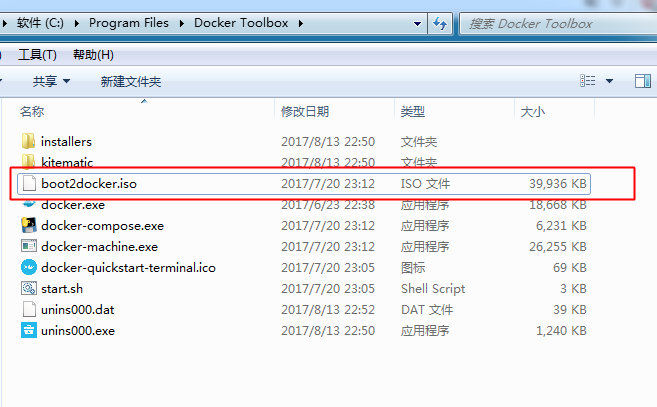 软件 (C:) ▸ Program Files ▸ Docker Toolbox ▸ 搜索 Docker Toolbox
工具(T) 帮助(H)
共享 新建文件夹
名称 修改日期 类型 大小
installers 2017/8/13 22:50 文件夹
kitematic 2017/8/13 22:50 文件夹
boot2docker.iso 2017/7/20 23:12 ISO 文件 39,936 KB
docker.exe 2017/6/23 22:38 应用程序 18,668 KB
docker-compose.exe 2017/7/20 23:12 应用程序 6,231 KB
docker-machine.exe 2017/7/20 23:12 应用程序 26,255 KB
docker-quickstart-terminal.ico 2017/7/20 23:05 图标 69 KB
start.sh 2017/7/20 23:05 Shell Script 3 KB
unins000.dat 2017/8/13 22:52 DAT 文件 39 KB
unins000.exe 2017/8/13 22:50 应用程序 1,240 KB